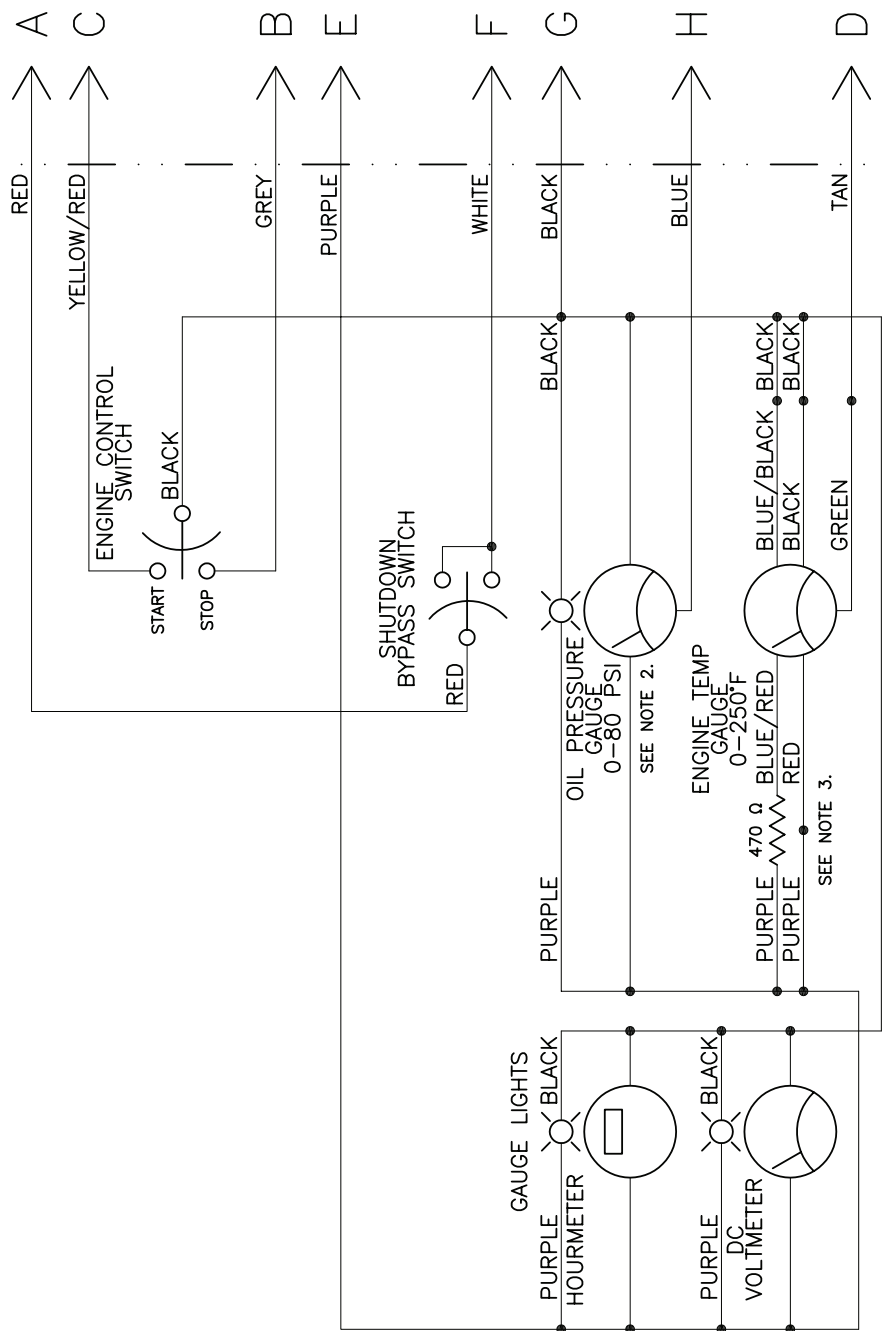 A
C
B
E
F
G
H
D
RED
YELLOW/RED
GREY
PURPLE
WHITE
BLACK
BLUE
TAN
ENGINE CONTROL
SWITCH
BLACK
START
STOP
SHUTDOWN
BYPASS SWITCH
RED
BLACK
BLACK
BLACK
BLUE/BLACK
BLACK
GREEN
OIL PRESSURE
GAUGE
0-80 PSI
SEE NOTE 2.
ENGINE TEMP
GAUGE
0-250°F
BLUE/RED
RED
470 Ω
SEE NOTE 3.
PURPLE
PURPLE
PURPLE
GAUGE LIGHTS
BLACK
BLACK
PURPLE
HOURMETER
PURPLE
DC
VOLTMETER